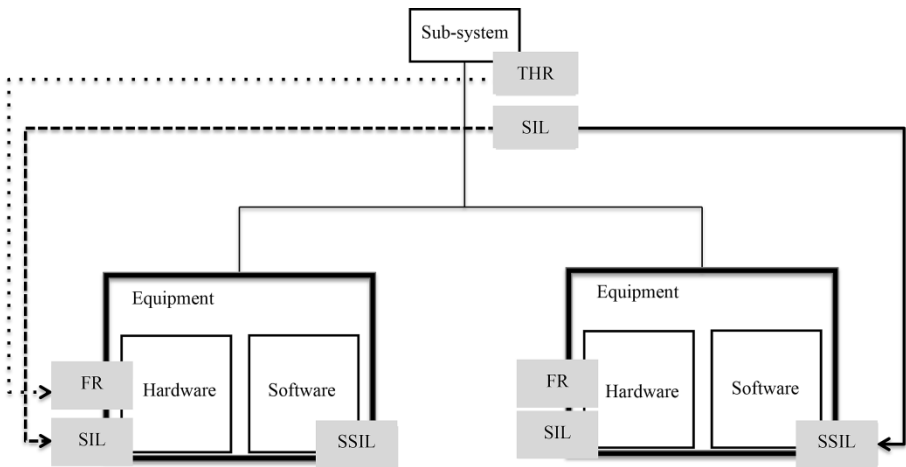 Sub-system
THR
SIL
Equipment
Hardware
Software
FR
SIL
SSIL
Equipment
Hardware
Software
FR
SIL
SSIL